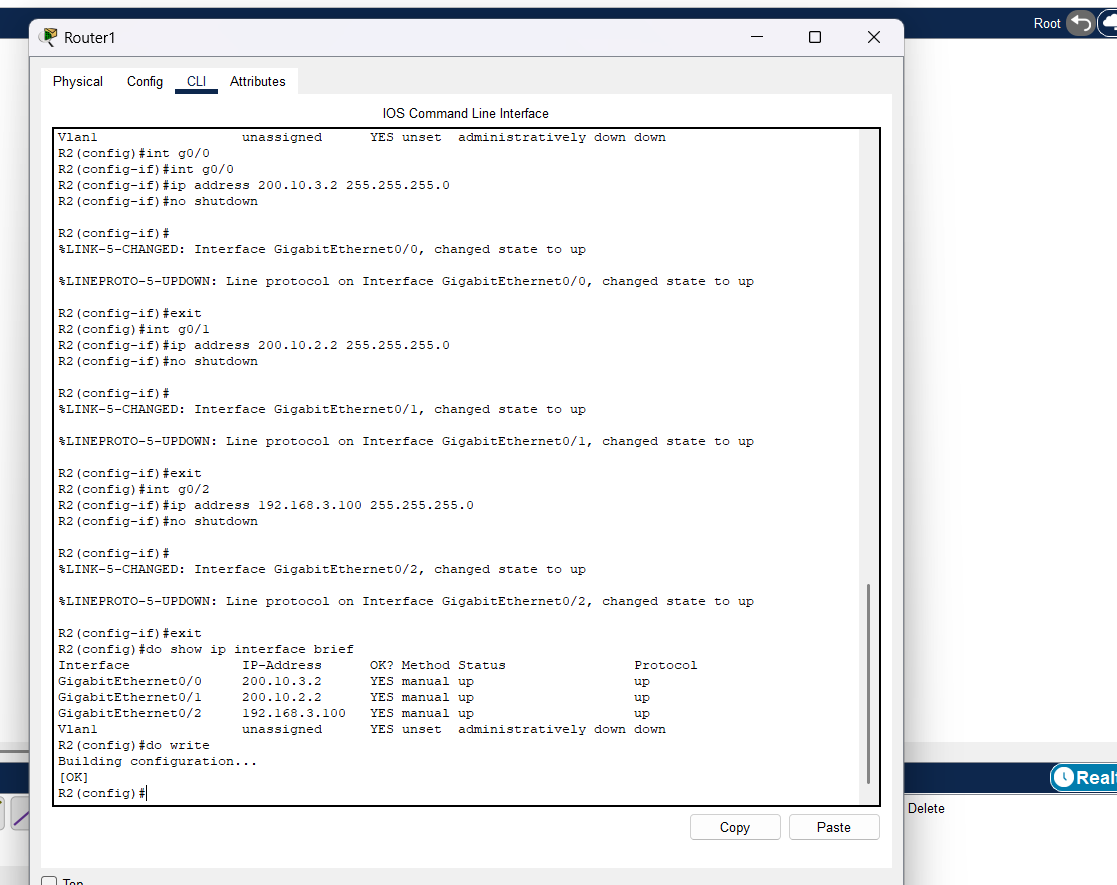 Root
Router1
Physical Config CLI Attributes
IOS Command Line Interface
Vlan1 unassigned YES unset administratively down down
R2(config)#int g0/0
R2(config-if)#int g0/0
R2(config-if)#ip address 200.10.3.2 255.255.255.0
R2(config-if)#no shutdown
R2(config-if)#
%LINK-5-CHANGED: Interface GigabitEthernet0/0, changed state to up
%LINEPROTO-5-UPDOWN: Line protocol on Interface GigabitEthernet0/0, changed state to up
R2(config-if)#exit
R2(config)#int g0/1
R2(config-if)#ip address 200.10.2.2 255.255.255.0
R2(config-if)#no shutdown
R2(config-if)#
%LINK-5-CHANGED: Interface GigabitEthernet0/1, changed state to up
%LINEPROTO-5-UPDOWN: Line protocol on Interface GigabitEthernet0/1, changed state to up
R2(config-if)#exit
R2(config)#int g0/2
R2(config-if)#ip address 192.168.3.100 255.255.255.0
R2(config-if)#no shutdown
R2(config-if)#
%LINK-5-CHANGED: Interface GigabitEthernet0/2, changed state to up
%LINEPROTO-5-UPDOWN: Line protocol on Interface GigabitEthernet0/2, changed state to up
R2(config-if)#exit
R2(config)#do show ip interface brief
Interface IP-Address OK? Method Status Protocol
GigabitEthernet0/0 200.10.3.2 YES manual up up
GigabitEthernet0/1 200.10.2.2 YES manual up up
GigabitEthernet0/2 192.168.3.100 YES manual up up
Vlan1 unassigned YES unset administratively down down
R2(config)#do write
Building configuration...
[OK]
R2(config)#
Realt
Delete
Copy Paste
Top